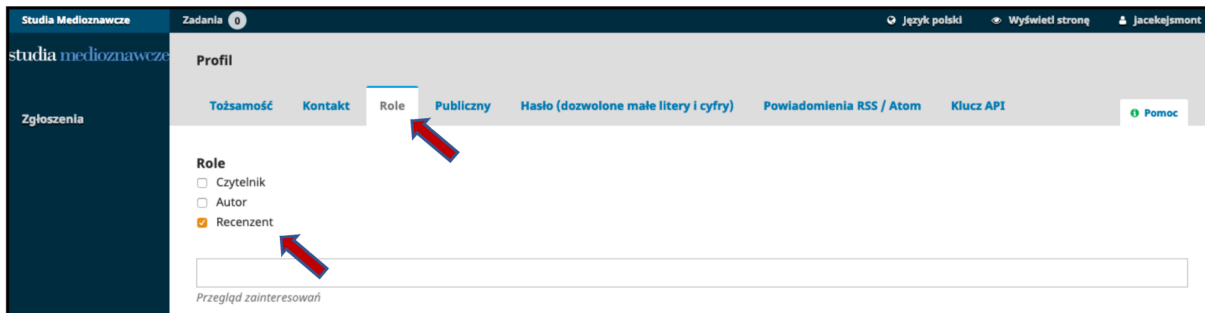 Studia Medioznawcze Zadania 0 Język polski Wyświetl stronę jacekejsmont
studia medioznawcze
Profil
Tożsamość Kontakt Role Publiczny Hasło (dozwolone małe litery i cyfry) Powiadomienia RSS / Atom Klucz API
Pomoc
Zgłoszenia
Role
Czytelnik
Autor
Recenzent
Przegląd zainteresowań